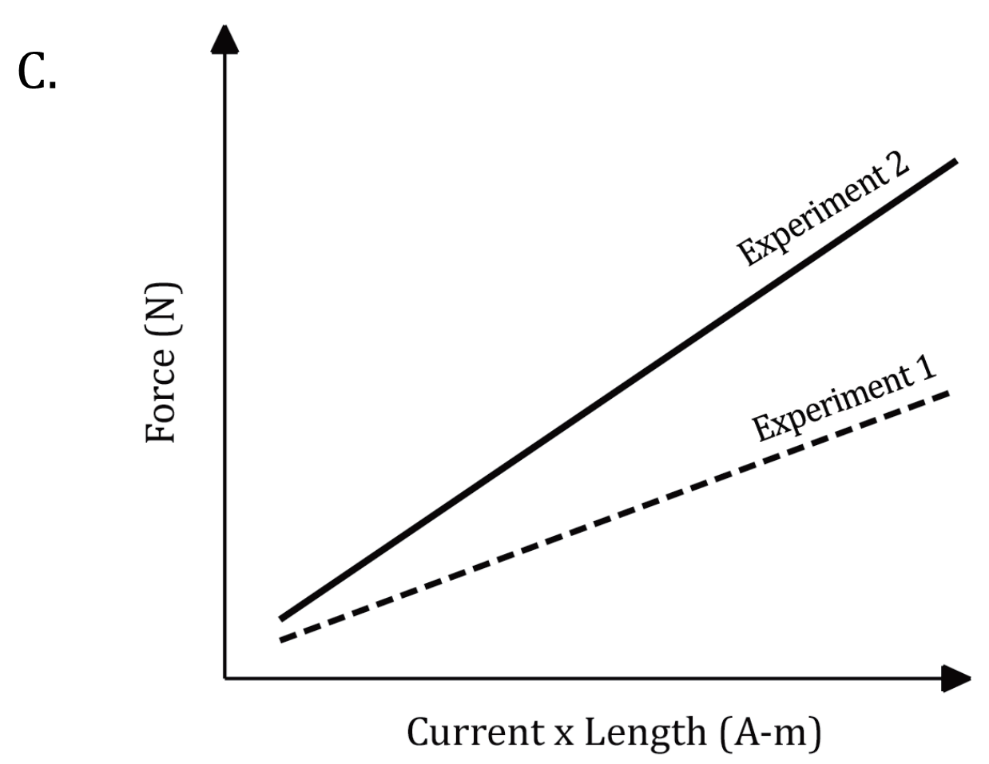 C.
Experiment 2
Experiment 1
Force (N)
Current x Length (A-m)